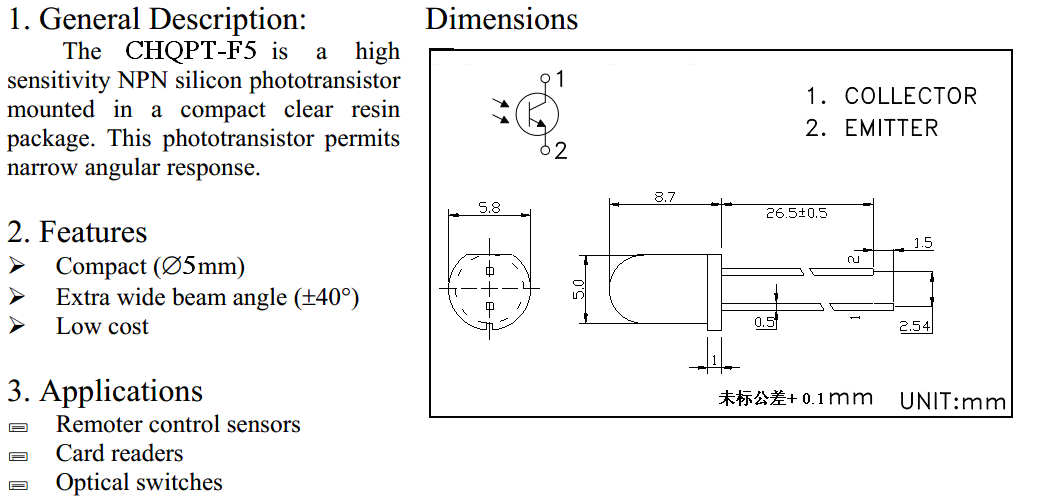 1. General Description:
The CHQPT-F5 is a high
sensitivity NPN silicon phototransistor
mounted in a compact clear resin
package. This phototransistor permits
narrow angular response.
2. Features
➢ Compact (∅5mm)
➢ Extra wide beam angle (±40°)
➢ Low cost
3. Applications
Remoter control sensors
Card readers
Optical switches
Dimensions
1
2
1. COLLECTOR
2. EMITTER
5.8
8.7
26.5±0.5
1.5
5.0
2
1
0.5
2.54
1
未标公差+ 0.1mm
UNIT:mm